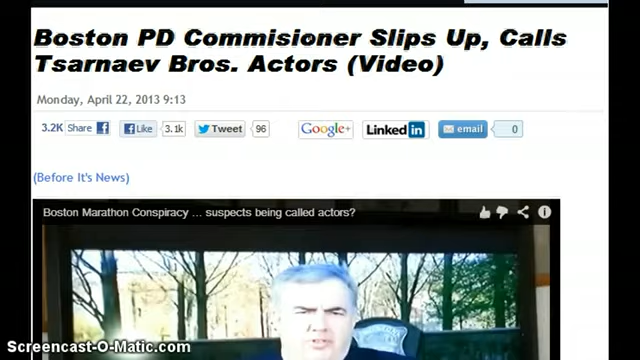 Boston PD Commisioner Slips Up, Calls
Tsarnaev Bros. Actors (Video)
Monday, April 22, 2013 9:13
3.2K Share Like 3.1k Tweet 96 Google+ Linked in email 0
(Before It's News)
Boston Marathon Conspiracy ... suspects being called actors?
Screencast-O-Matic.com